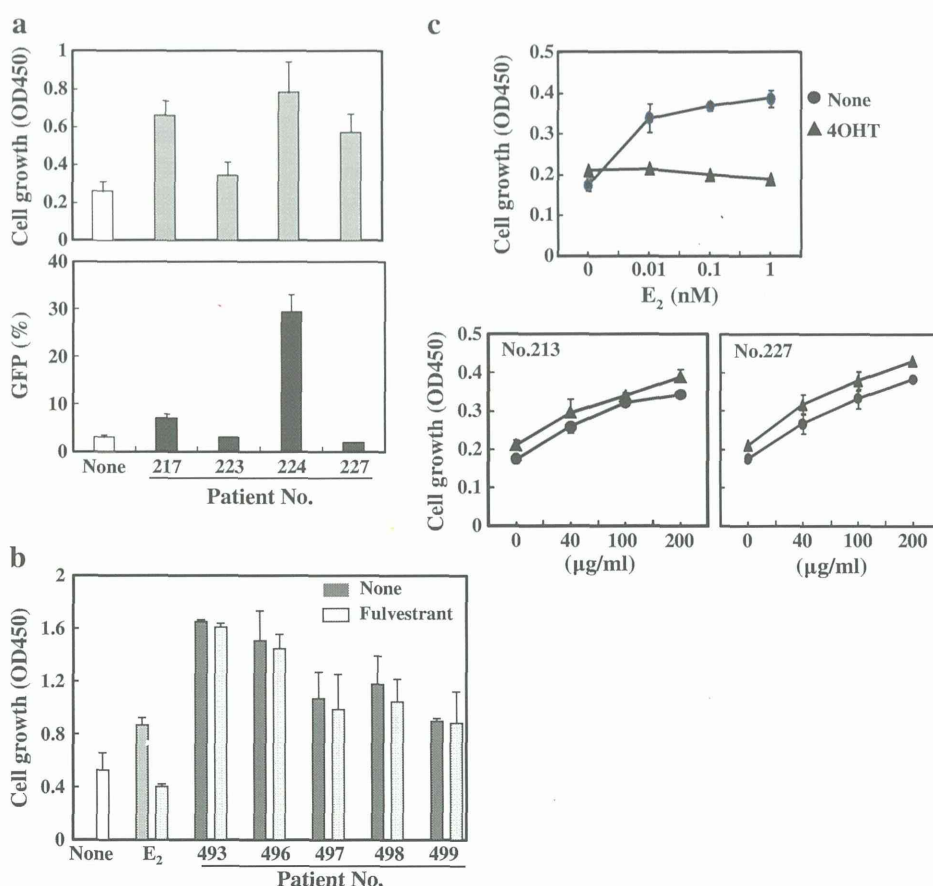 a
Cell growth (OD450)
1
0.8
0.6
0.4
0.2
0
GFP (%)
40
30
20
10
0
None 217 223 224 227
Patient No.
b
Cell growth (OD450)
1.6
1.2
0.8
0.4
0
2
None
Fulvestrant
None E2 493 496 497 498 499
Patient No.
c
Cell growth (OD450)
0.5
0.4
0.3
0.2
0.1
0
None
4OHT
0 0.01 0.1 1
E2 (nM)
Cell growth (OD450)
0.5
0.4
0.3
0.2
0.1
0
No.213
No.227
0 40 100 200
(µg/ml)
0 40 100 200
(µg/ml)